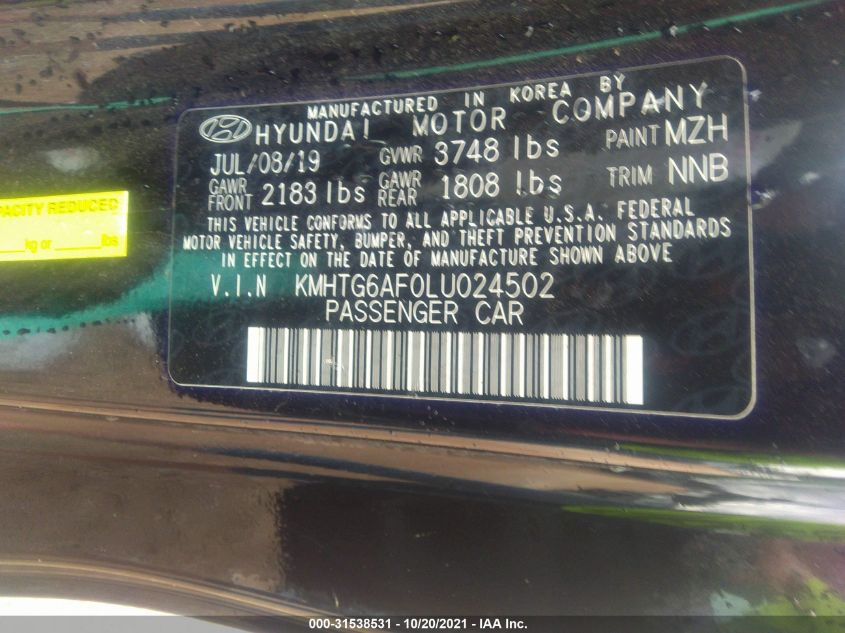 MANUFACTURED IN KOREA BY
HYUNDAI MOTOR COMPANY
JUL/08/19 GVWR 3748 lbs PAINT MZH
GAWR FRONT 2183 lbs GAWR REAR 1808 lbs TRIM NNB
THIS VEHICLE CONFORMS TO ALL APPLICABLE U.S.A. FEDERAL
MOTOR VEHICLE SAFETY, BUMPER, AND THEFT PREVENTION STANDARDS
IN EFFECT ON THE DATE OF MANUFACTURE SHOWN ABOVE
V.I.N KMHTG6AF0LU024502
PASSENGER CAR
PACITY REDUCED
kg or lbs
000-31538531 - 10/20/2021 - IAA Inc.